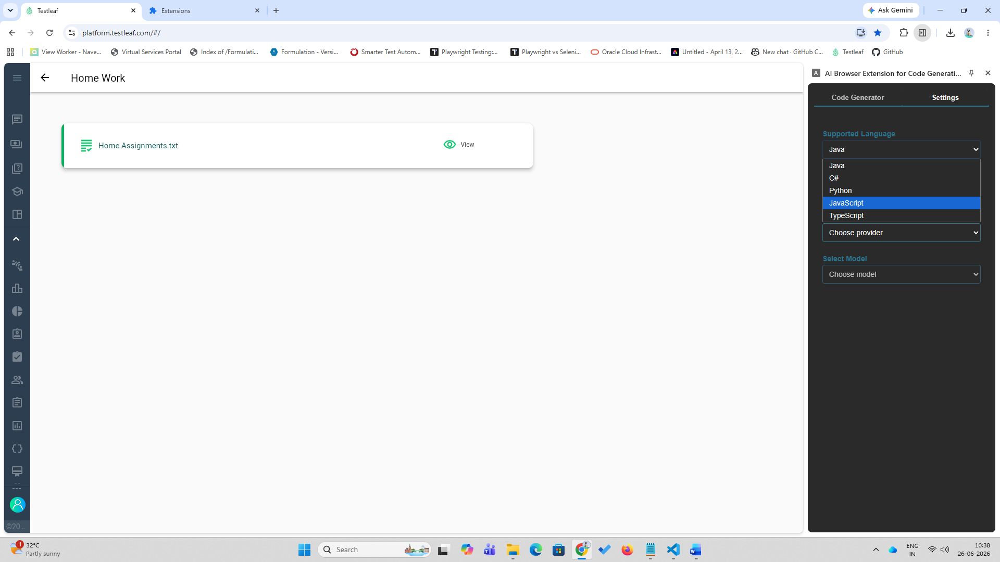 Testleaf
Extensions
Ask Gemini
platform.testleaf.com/#/
View Worker - Nave...
Virtual Services Portal
Index of /Formulati...
Formulation - Versi...
Smarter Test Autom...
Playwright Testing:...
Playwright vs Seleni...
Oracle Cloud Infrast...
Untitled - April 13, 2...
New chat · GitHub C...
Testleaf
GitHub
Home Work
Home Assignments.txt
View
©20...
A
AI Browser Extension for Code Generati...
Code Generator
Settings
Supported Language
Java
Java
C#
Python
JavaScript
TypeScript
Choose provider
Select Model
Choose model
1
32°C
Partly sunny
Search
ENG
IN
10:38
26-06-2026